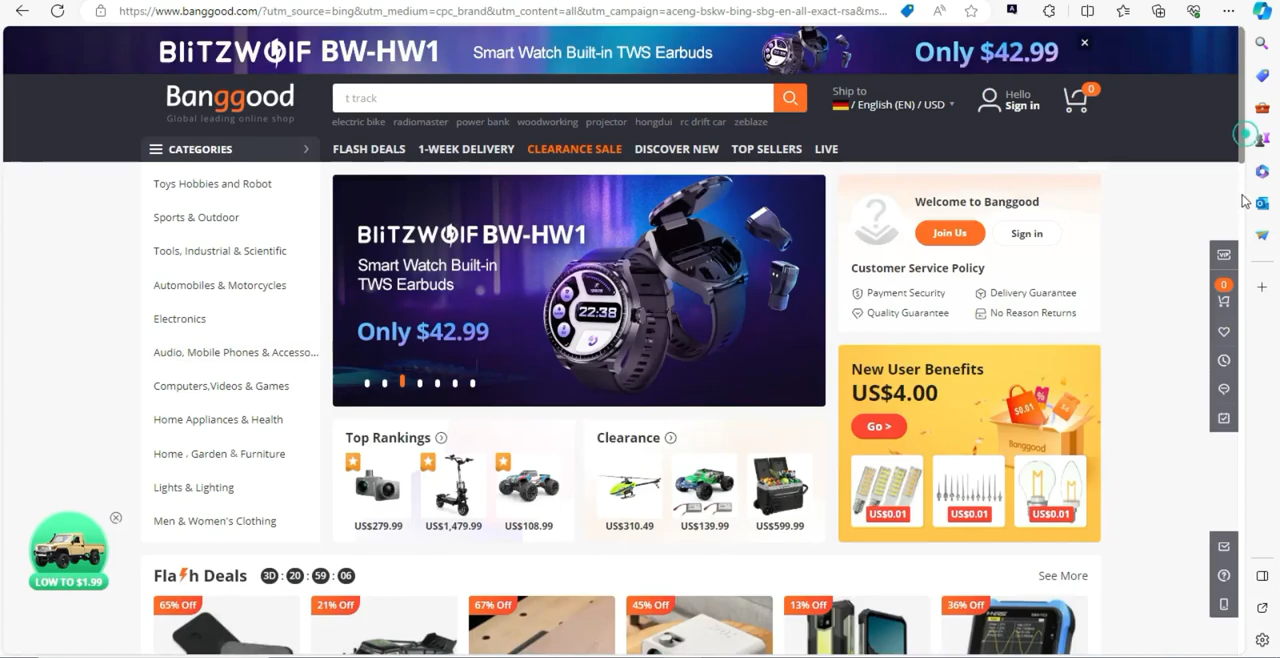 https://www.banggood.com/?utm_source=bing&utm_medium=cpc_brand&utm_content=all&utm_campaign=aceng-bskw-bing-sbg-en-all-exact-rsa&ms...
BlITZWOlF BW-HW1 Smart Watch Built-in TWS Earbuds Only $42.99
Banggood
Global leading online shop
t track
Ship to
/ English (EN) / USD
Hello
Sign in
0
electric bike radiomaster power bank woodworking projector hongdui rc drift car zeblaze
CATEGORIES
FLASH DEALS 1-WEEK DELIVERY CLEARANCE SALE DISCOVER NEW TOP SELLERS LIVE
Toys Hobbies and Robot
Sports & Outdoor
Tools, Industrial & Scientific
Automobiles & Motorcycles
Electronics
Audio, Mobile Phones & Accesso...
Computers,Videos & Games
Home Appliances & Health
Home , Garden & Furniture
Lights & Lighting
Men & Women's Clothing
BlITZWOlF BW-HW1
Smart Watch Built-in
TWS Earbuds
Only $42.99
22:38
Welcome to Banggood
Join Us
Sign in
Customer Service Policy
Payment Security
Delivery Guarantee
Quality Guarantee
No Reason Returns
New User Benefits
US$4.00
Go >
$0.01
Banggood
US$0.01
US$0.01
US$0.01
Top Rankings
US$279.99
US$1,479.99
US$108.99
Clearance
US$310.49
US$139.99
US$599.99
VIP
0
LOW TO $1.99
Flash Deals 3D : 20 : 59 : 06
See More
65% Off
21% Off
67% Off
45% Off
13% Off
36% Off